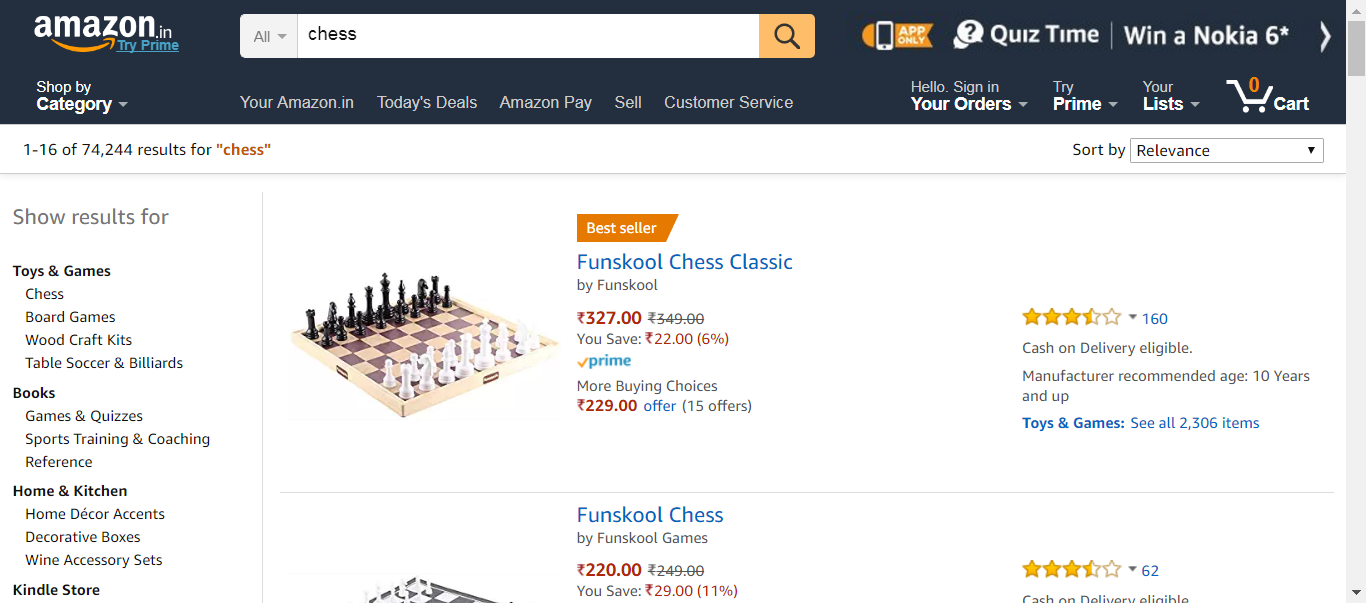 amazon.in
Try Prime
All
chess
APP ONLY
Quiz Time
Win a Nokia 6*
Shop by
Category
Your Amazon.in
Today's Deals
Amazon Pay
Sell
Customer Service
Hello. Sign in
Your Orders
Try
Prime
Your
Lists
0
Cart
1-16 of 74,244 results for "chess"
Sort by Relevance
Show results for
Toys & Games
Chess
Board Games
Wood Craft Kits
Table Soccer & Billiards
Books
Games & Quizzes
Sports Training & Coaching
Reference
Home & Kitchen
Home Décor Accents
Decorative Boxes
Wine Accessory Sets
Kindle Store
Best seller
Funskool Chess Classic
by Funskool
₹327.00 ₹349.00
You Save: ₹22.00 (6%)
prime
More Buying Choices
₹229.00 offer (15 offers)
160
Cash on Delivery eligible.
Manufacturer recommended age: 10 Years
and up
Toys & Games: See all 2,306 items
Funskool Chess
by Funskool Games
₹220.00 ₹249.00
You Save: ₹29.00 (11%)
62
Cash on Delivery eligible.